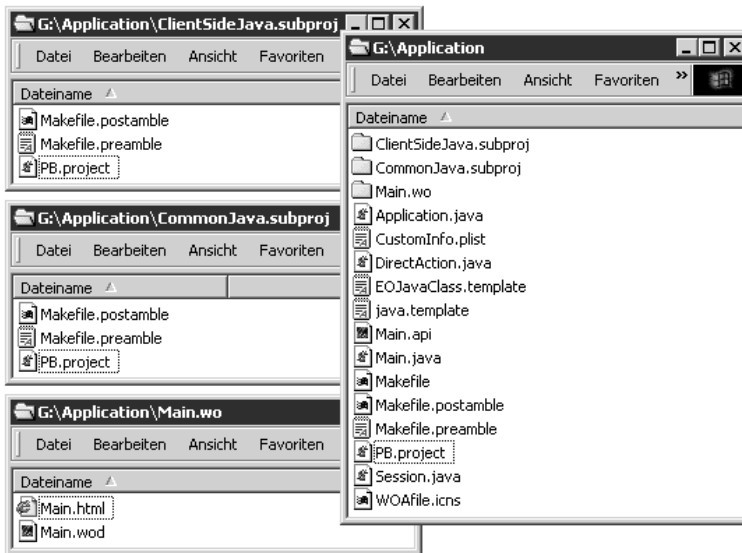 G:\Application\ClientSideJava.subproj
Datei Bearbeiten Ansicht Favoriten
Dateiname
Makefile.postamble
Makefile.preamble
PB.project
G:\Application\CommonJava.subproj
Datei Bearbeiten Ansicht Favoriten
Dateiname
Makefile.postamble
Makefile.preamble
PB.project
G:\Application\Main.wo
Datei Bearbeiten Ansicht Favoriten
Dateiname
Main.html
Main.wod
G:\Application
Datei Bearbeiten Ansicht Favoriten »
Dateiname
ClientSideJava.subproj
CommonJava.subproj
Main.wo
Application.java
CustomInfo.plist
DirectAction.java
EOJavaClass.template
java.template
Main.api
Main.java
Makefile
Makefile.postamble
Makefile.preamble
PB.project
Session.java
WOAfile.icns